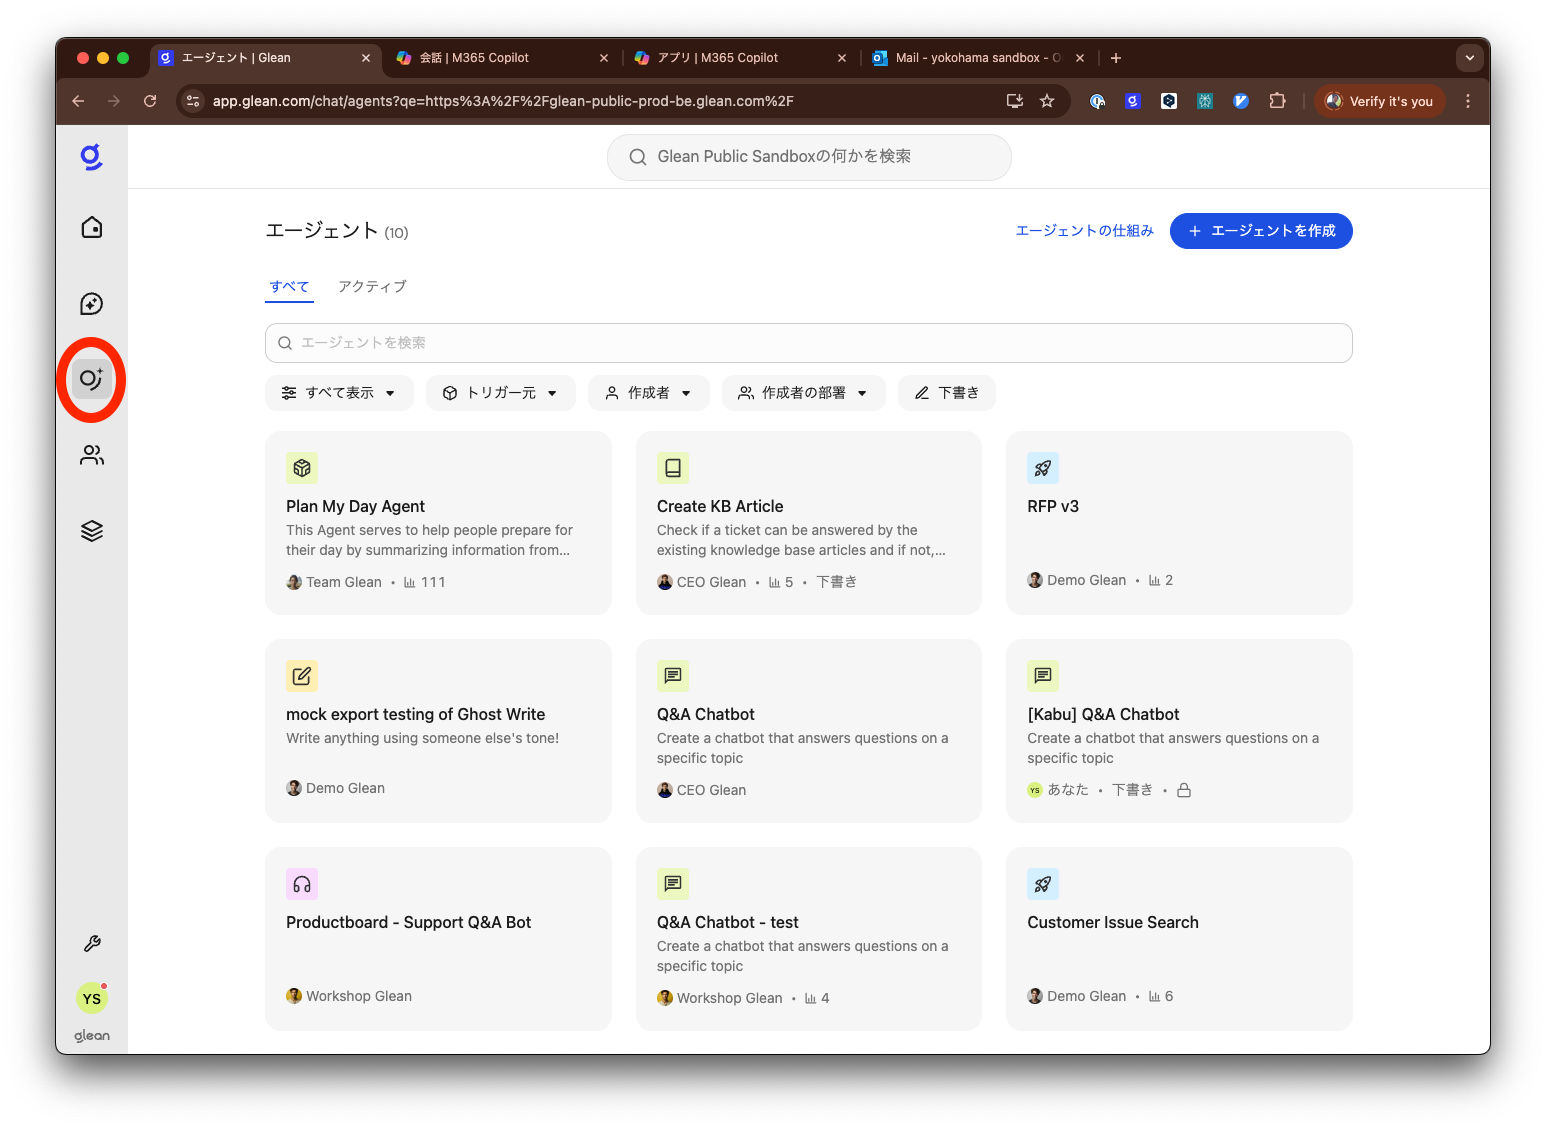 エージェント | Glean
会話 | M365 Copilot
アプリ | M365 Copilot
Mail - yokohama sandbox - O
app.glean.com/chat/agents?qe=https%3A%2F%2Fglean-public-prod-be.glean.com%2F
Verify it's you
Glean Public Sandboxの何かを検索
エージェント (10)
エージェントの仕組み
+ エージェントを作成
すべて
アクティブ
エージェントを検索
すべて表示
トリガー元
作成者
作成者の部署
下書き
Plan My Day Agent
This Agent serves to help people prepare for
their day by summarizing information from...
Team Glean • 111
Create KB Article
Check if a ticket can be answered by the
existing knowledge base articles and if not,...
CEO Glean • 5 • 下書き
RFP v3
Demo Glean • 2
mock export testing of Ghost Write
Write anything using someone else's tone!
Demo Glean
Q&A Chatbot
Create a chatbot that answers questions on a
specific topic
CEO Glean
[Kabu] Q&A Chatbot
Create a chatbot that answers questions on a
specific topic
YS あなた • 下書き •
Productboard - Support Q&A Bot
Workshop Glean
Q&A Chatbot - test
Create a chatbot that answers questions on a
specific topic
Workshop Glean • 4
Customer Issue Search
Demo Glean • 6
YS
glean